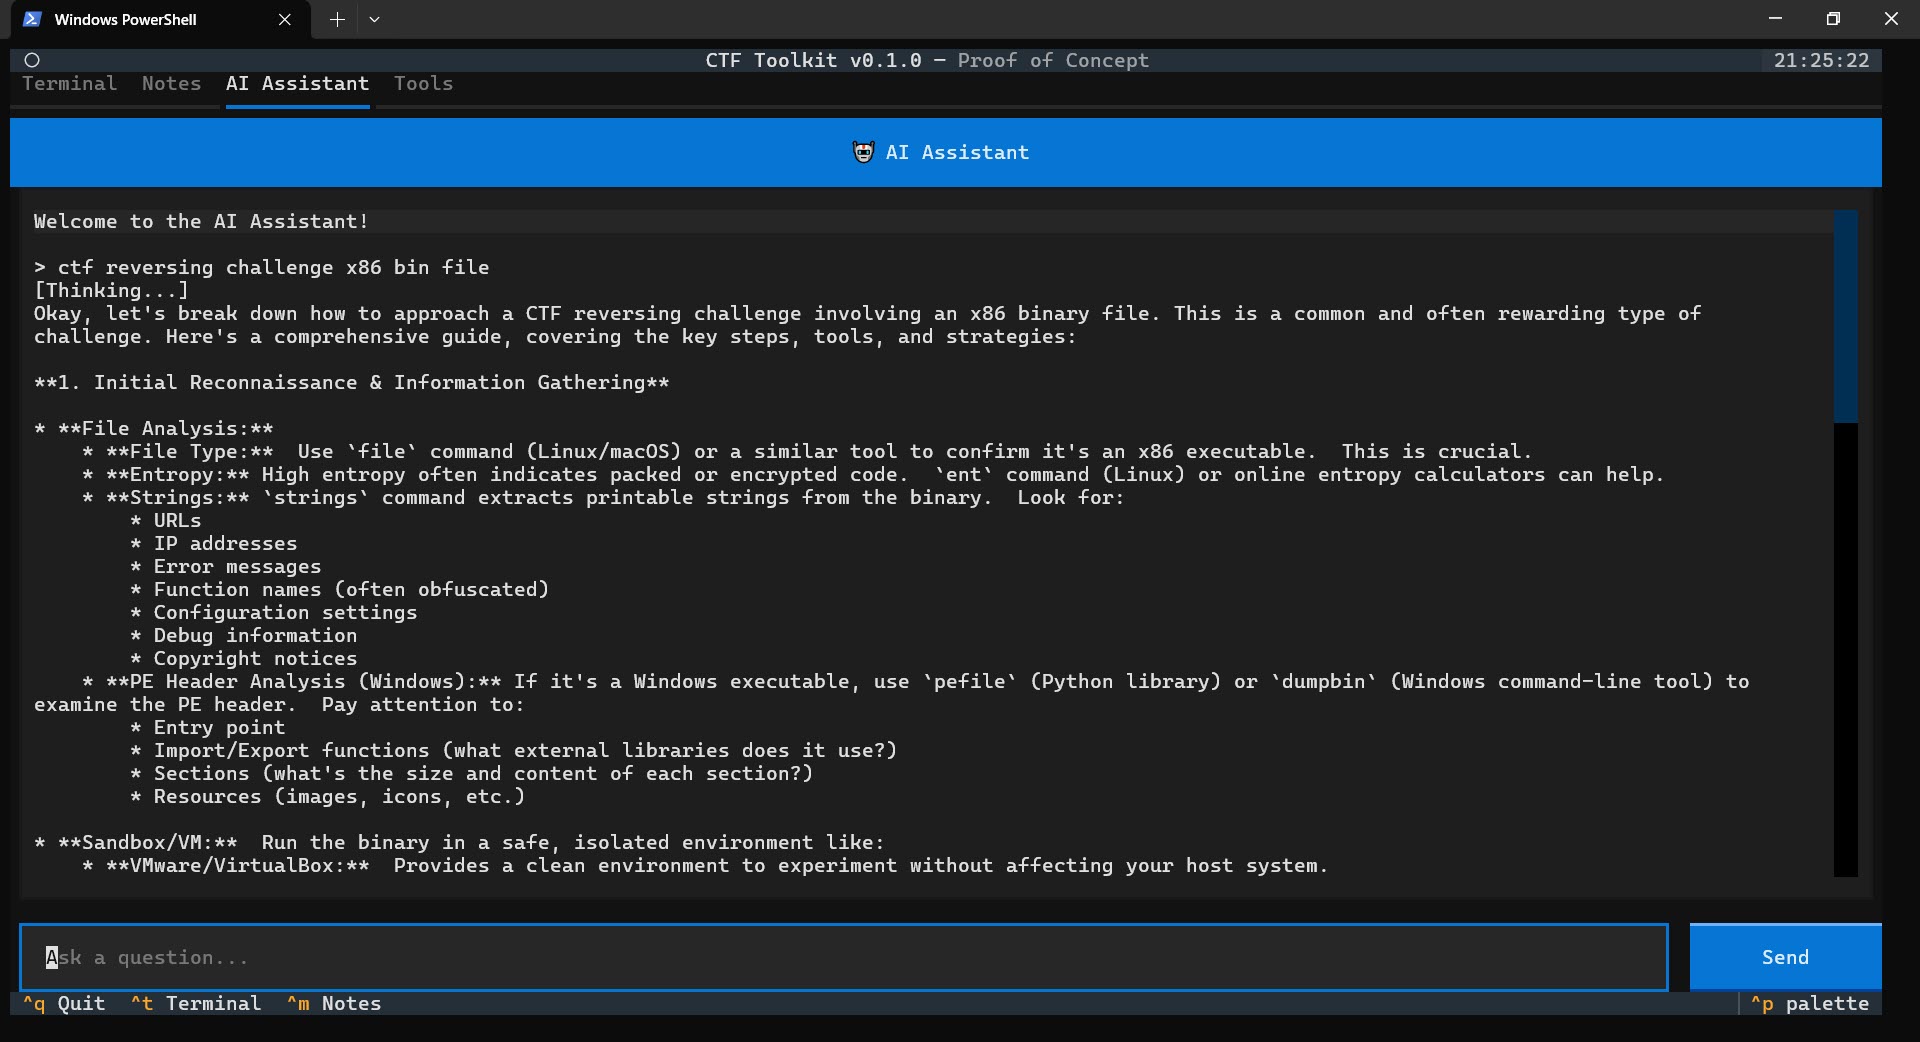 Windows PowerShell
CTF Toolkit v0.1.0 — Proof of Concept
21:25:22
Terminal Notes AI Assistant Tools
AI Assistant
Welcome to the AI Assistant!
> ctf reversing challenge x86 bin file
[Thinking...]
Okay, let's break down how to approach a CTF reversing challenge involving an x86 binary file. This is a common and often rewarding type of
challenge. Here's a comprehensive guide, covering the key steps, tools, and strategies:
**1. Initial Reconnaissance & Information Gathering**
* **File Analysis:**
* **File Type:**  Use `file` command (Linux/macOS) or a similar tool to confirm it's an x86 executable.  This is crucial.
* **Entropy:** High entropy often indicates packed or encrypted code.  `ent` command (Linux) or online entropy calculators can help.
* **Strings:** `strings` command extracts printable strings from the binary.  Look for:
* URLs
* IP addresses
* Error messages
* Function names (often obfuscated)
* Configuration settings
* Debug information
* Copyright notices
* **PE Header Analysis (Windows):** If it's a Windows executable, use `pefile` (Python library) or `dumpbin` (Windows command-line tool) to
examine the PE header.  Pay attention to:
* Entry point
* Import/Export functions (what external libraries does it use?)
* Sections (what's the size and content of each section?)
* Resources (images, icons, etc.)
* **Sandbox/VM:**  Run the binary in a safe, isolated environment like:
* **VMware/VirtualBox:**  Provides a clean environment to experiment without affecting your host system.
Ask a question...
Send
^q Quit ^t Terminal ^m Notes
^p palette